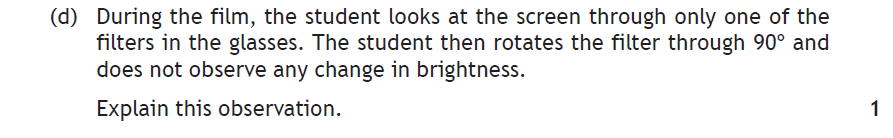 (d) During the film, the student looks at the screen through only one of the
filters in the glasses. The student then rotates the filter through 90° and
does not observe any change in brightness.
Explain this observation. 1